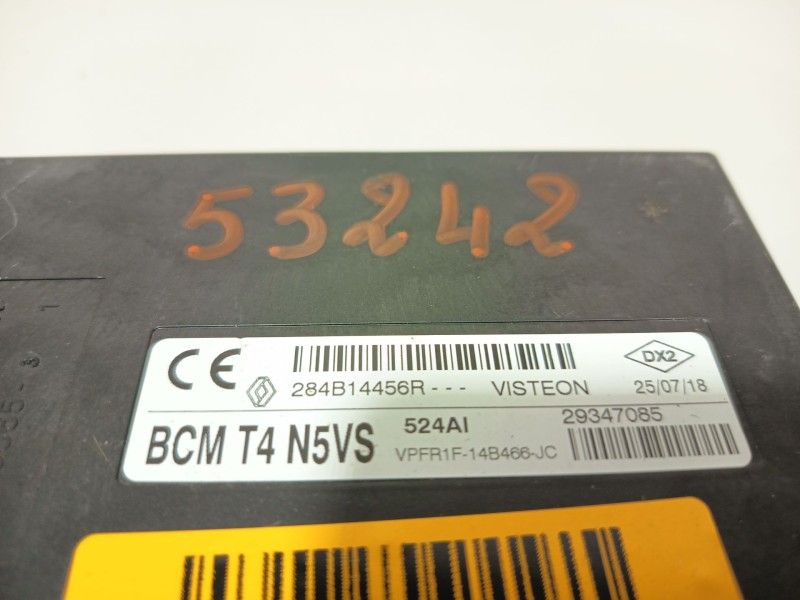 53242
CE
284B14456R--- VISTEON 25/07/18
DX2
BCM T4 N5VS 524AI 29347085
VPFR1F-14B466-JC